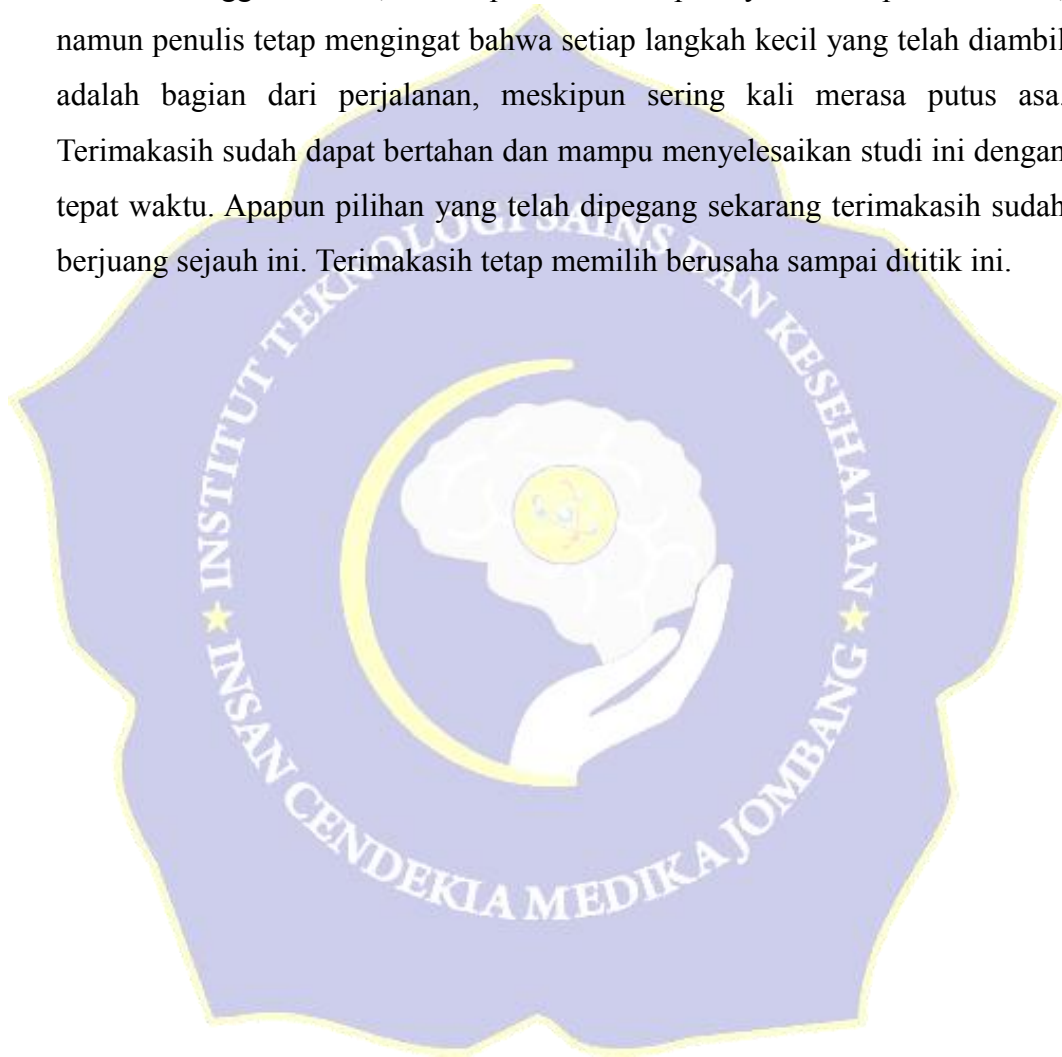 namun penulis tetap mengingat bahwa setiap langkah kecil yang telah diambil
adalah bagian dari perjalanan, meskipun sering kali merasa putus asa.
Terimakasih sudah dapat bertahan dan mampu menyelesaikan studi ini dengan
tepat waktu. Apapun pilihan yang telah dipegang sekarang terimakasih sudah
berjuang sejauh ini. Terimakasih tetap memilih berusaha sampai dititik ini.
INSTITUT TEKNOLOGI SAINS DAN KESEHATAN
INSAN CENDEKIA MEDIKA JOMBANG